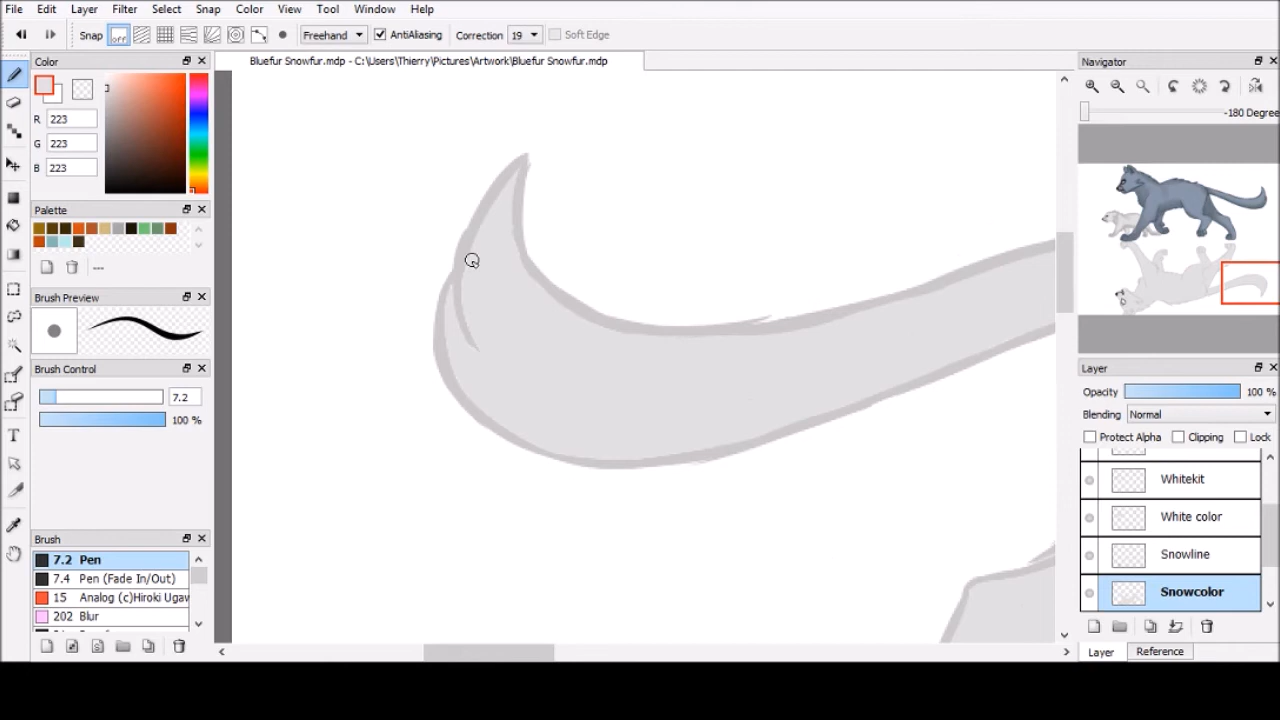 File Edit Layer Filter Select Snap Color View Tool Window Help
Snap off Freehand AntiAliasing Correction 19 Soft Edge
Color
Bluefur Snowfur.mdp - C:\Users\Thierry\Pictures\Artwork\Bluefur Snowfur.mdp
Navigator
R 223
G 223
B 223
-180 Degree
Palette
---
Brush Preview
Brush Control
7.2
100 %
Brush
7.2 Pen
7.4 Pen (Fade In/Out)
15 Analog (c)Hiroki Ugaw
202 Blur
T
Layer
Opacity 100 %
Blending Normal
Protect Alpha Clipping Lock
Whitekit
White color
Snowline
Snowcolor
Layer Reference